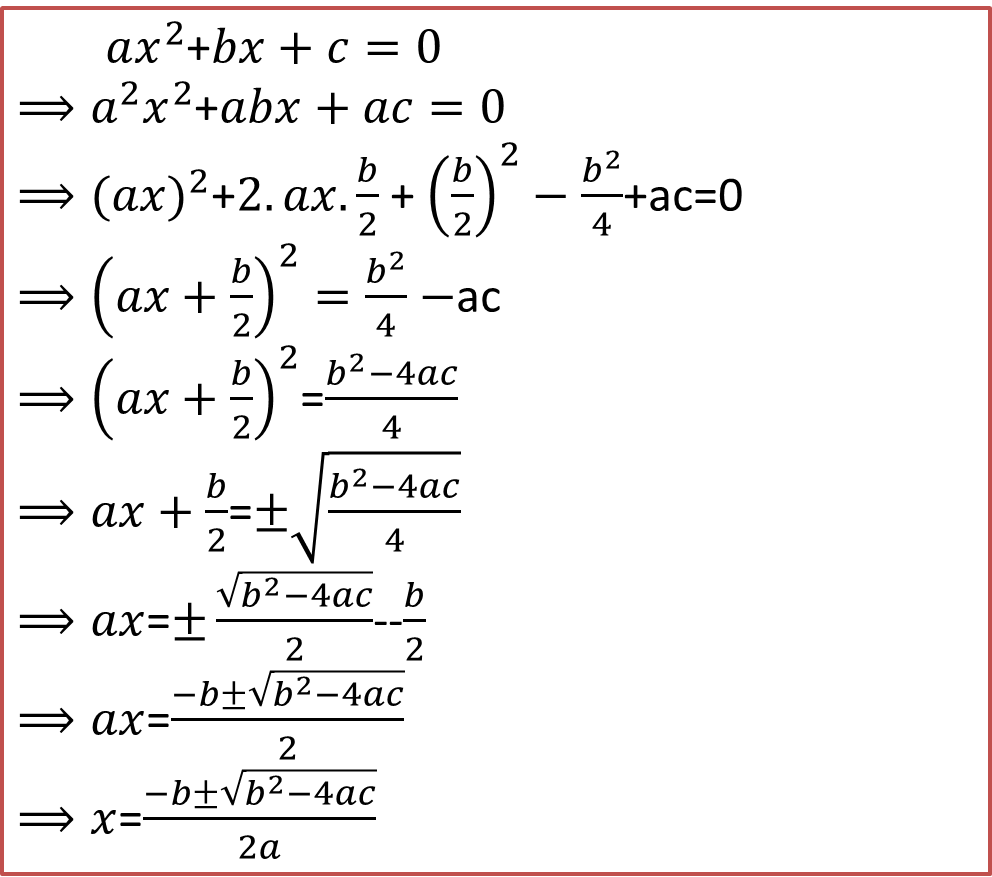 ax²+bx + c = 0
⟹ a²x²+abx + ac = 0
⟹ (ax)²+2. ax. b/2 + (b/2)² − b²/4+ac=0
⟹ (ax + b/2)² = b²/4 −ac
⟹ (ax + b/2)²=(b²−4ac)/4
⟹ ax + b/2=±√((b²−4ac)/4)
⟹ ax=± √(b²−4ac)/2--b/2
⟹ ax=(−b±√(b²−4ac))/2
⟹ x=(−b±√(b²−4ac))/2a